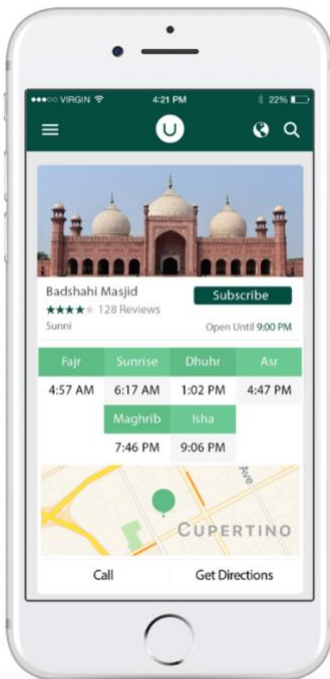 VIRGIN 4:21 PM 22%
U
Badshahi Masjid Subscribe
128 Reviews
Sunni Open Until 9:00 PM
Fajr Sunrise Dhuhr Asr
4:57 AM 6:17 AM 1:02 PM 4:47 PM
Maghrib Isha
7:46 PM 9:06 PM
Ave
CUPERTINO
Call Get Directions